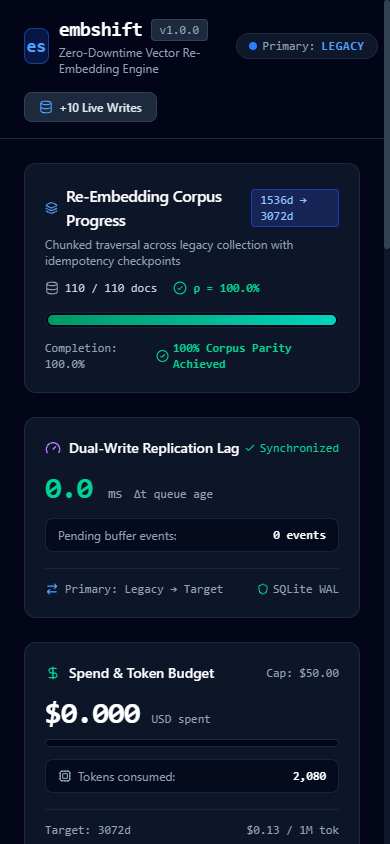 es
embshift v1.0.0
Zero-Downtime Vector Re-
Embedding Engine
Primary: LEGACY
+10 Live Writes
Re-Embedding Corpus
Progress
1536d →
3072d
Chunked traversal across legacy collection with
idempotency checkpoints
110 / 110 docs ρ = 100.0%
Completion:
100.0%
100% Corpus Parity
Achieved
Dual-Write Replication Lag Synchronized
0.0 ms Δt queue age
Pending buffer events: 0 events
Primary: Legacy → Target SQLite WAL
Spend & Token Budget Cap: $50.00
$0.000 USD spent
Tokens consumed: 2,080
Target: 3072d $0.13 / 1M tok